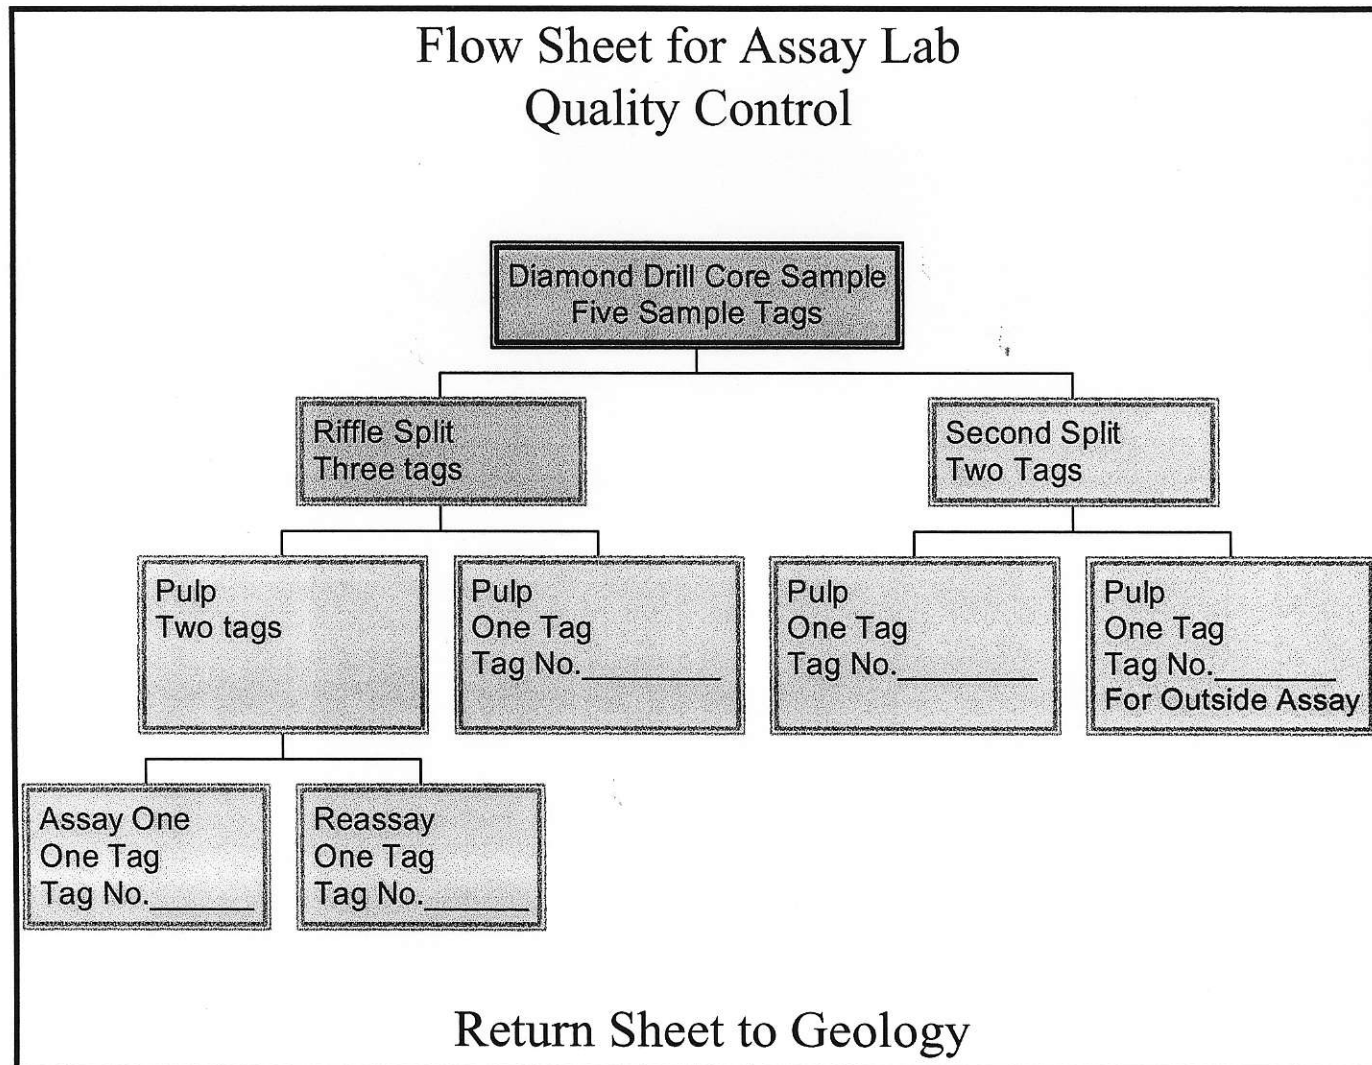 Flow Sheet for Assay Lab
Quality Control
Diamond Drill Core Sample
Five Sample Tags
Riffle Split
Three tags
Second Split
Two Tags
Pulp
Two tags
Pulp
One Tag
Tag No.________
Pulp
One Tag
Tag No.________
Pulp
One Tag
Tag No._______
For Outside Assay
Assay One
One Tag
Tag No.______
Reassay
One Tag
Tag No.______
Return Sheet to Geology